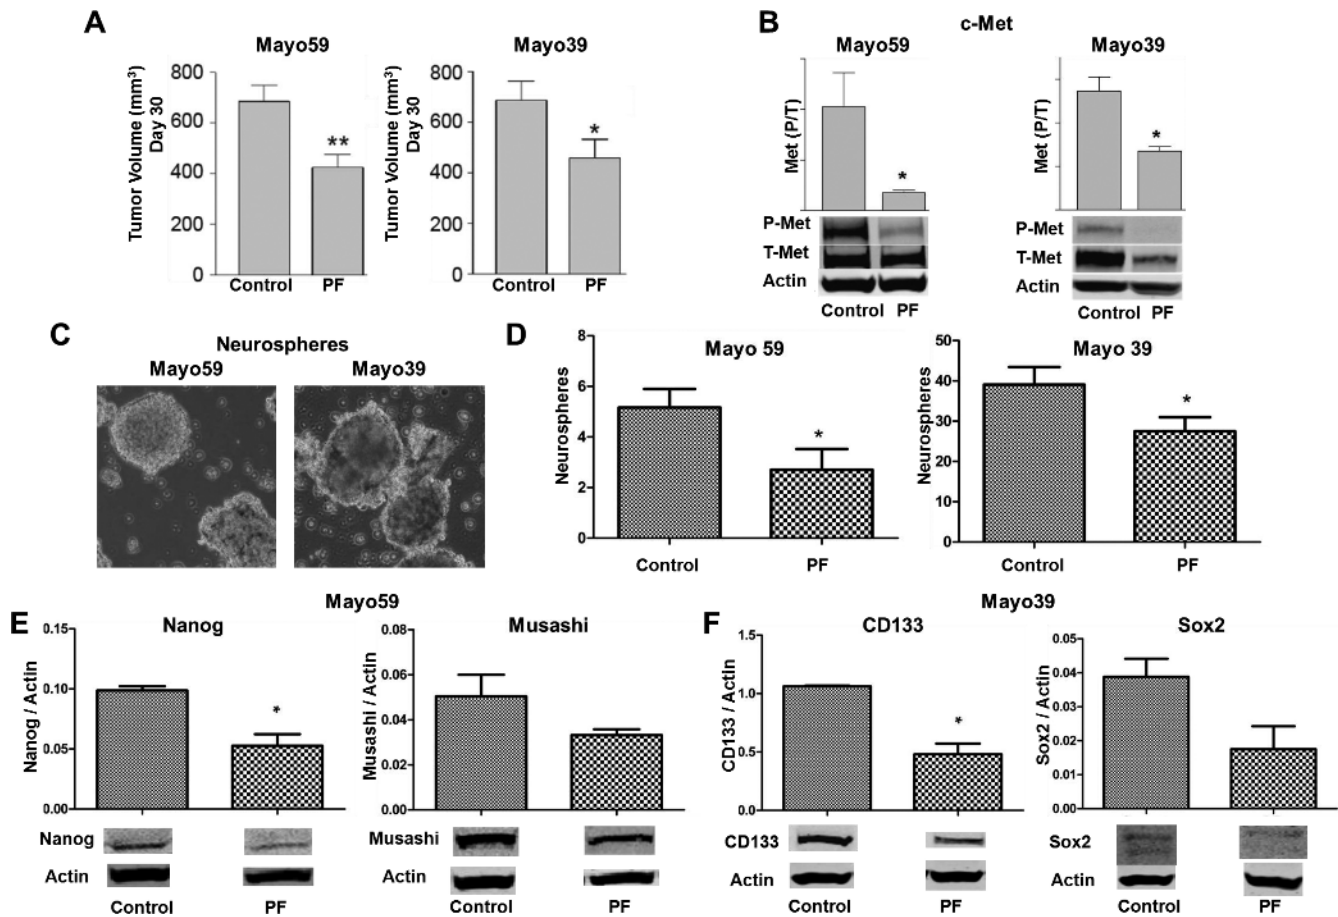 A
Mayo59
Mayo39
Tumor Volume (mm3)
Day 30
800
600
400
200
0
**
Control
PF
Tumor Volume (mm3)
Day 30
800
600
400
200
0
*
Control
PF
B
c-Met
Mayo59
Mayo39
Met (P/T)
*
P-Met
T-Met
Actin
Control
PF
Met (P/T)
*
P-Met
T-Met
Actin
Control
PF
C
Neurospheres
Mayo59
Mayo39
D
Mayo 59
Neurospheres
8
6
4
2
0
*
Control
PF
Mayo 39
Neurospheres
50
40
30
20
10
0
*
Control
PF
Mayo59
E
Nanog
Nanog / Actin
0.15
0.10
0.05
0.00
*
Nanog
Actin
Control
PF
Musashi
Musashi / Actin
0.08
0.06
0.04
0.02
0.00
Musashi
Actin
Control
PF
Mayo39
F
CD133
CD133 / Actin
1.5
1.0
0.5
0.0
*
CD133
Actin
Control
PF
Sox2
Sox2 / Actin
0.05
0.04
0.03
0.02
0.01
0.00
Sox2
Actin
Control
PF